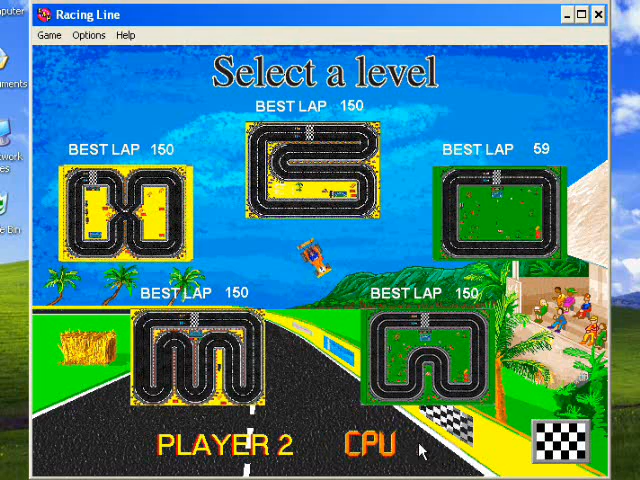 Racing Line
Game Options Help
Select a level
BEST LAP 150
BEST LAP 150
BEST LAP 59
BEST LAP 150
BEST LAP 150
PLAYER 2 CPU
Bin